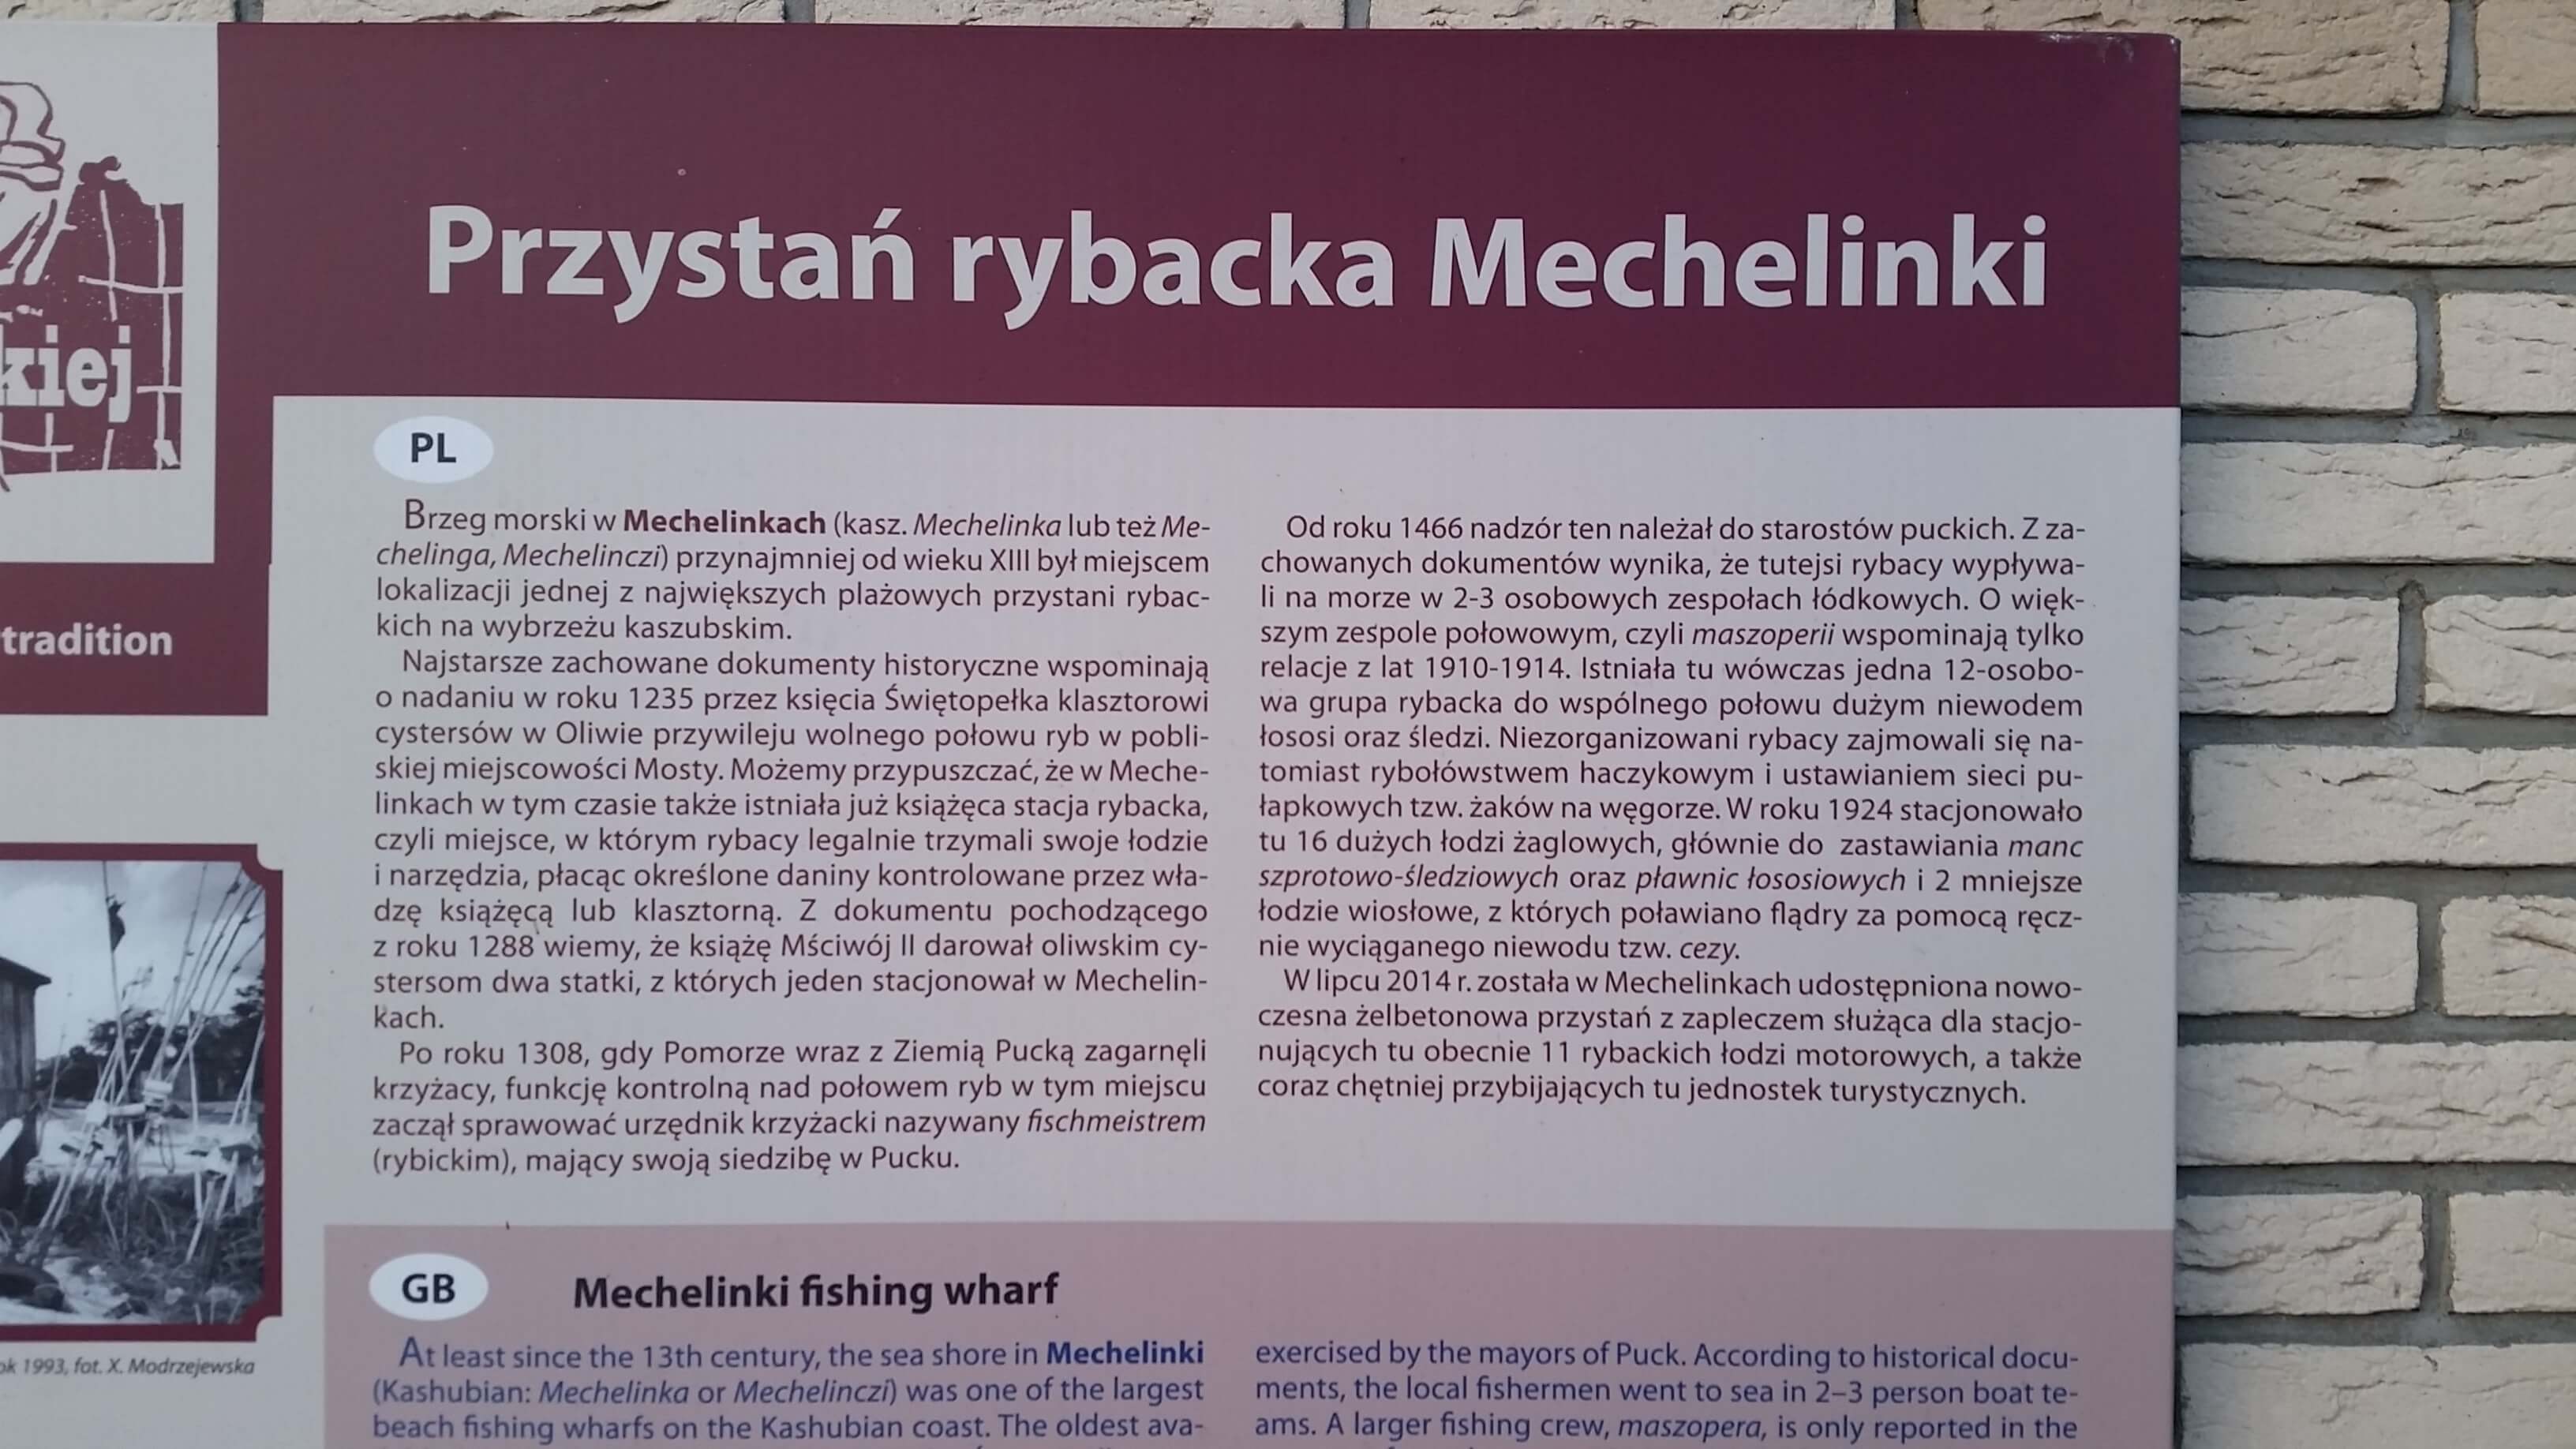 kiej
tradition
ok 1993, fot. X. Modrzejewska
Przystań rybacka Mechelinki
PL
Brzeg morski w Mechelinkach (kasz. Mechelinka lub też Me-
chelinga, Mechelinczi) przynajmniej od wieku XIII był miejscem
lokalizacji jednej z największych plażowych przystani rybac-
kich na wybrzeżu kaszubskim.
Najstarsze zachowane dokumenty historyczne wspominają
o nadaniu w roku 1235 przez księcia Świętopełka klasztorowi
cystersów w Oliwie przywileju wolnego połowu ryb w pobli-
skiej miejscowości Mosty. Możemy przypuszczać, że w Meche-
linkach w tym czasie także istniała już książęca stacja rybacka,
czyli miejsce, w którym rybacy legalnie trzymali swoje łodzie
i narzędzia, płacąc określone daniny kontrolowane przez wła-
dzę książęcą lub klasztorną. Z dokumentu pochodzącego
z roku 1288 wiemy, że książę Mściwój II darował oliwskim cy-
stersom dwa statki, z których jeden stacjonował w Mechelin-
kach.
Po roku 1308, gdy Pomorze wraz z Ziemią Pucką zagarnęli
krzyżacy, funkcję kontrolną nad połowem ryb w tym miejscu
zaczął sprawować urzędnik krzyżacki nazywany fischmeistrem
(rybickim), mający swoją siedzibę w Pucku.
Od roku 1466 nadzór ten należał do starostów puckich. Z za-
chowanych dokumentów wynika, że tutejsi rybacy wypływa-
li na morze w 2-3 osobowych zespołach łódkowych. O więk-
szym zespole połowowym, czyli maszoperii wspominają tylko
relacje z lat 1910-1914. Istniała tu wówczas jedna 12-osobo-
wa grupa rybacka do wspólnego połowu dużym niewodem
łososi oraz śledzi. Niezorganizowani rybacy zajmowali się na-
tomiast rybołówstwem haczykowym i ustawianiem sieci pu-
łapkowych tzw. żaków na węgorze. W roku 1924 stacjonowało
tu 16 dużych łodzi żaglowych, głównie do zastawiania manc
szprotowo-śledziowych oraz pławnic łososiowych i 2 mniejsze
łodzie wiosłowe, z których poławiano flądry za pomocą ręcz-
nie wyciąganego niewodu tzw. cezy.
W lipcu 2014 r. została w Mechelinkach udostępniona nowo-
czesna żelbetonowa przystań z zapleczem służąca dla stacjo-
nujących tu obecnie 11 rybackich łodzi motorowych, a także
coraz chętniej przybijających tu jednostek turystycznych.
GB
Mechelinki fishing wharf
At least since the 13th century, the sea shore in Mechelinki
(Kashubian: Mechelinka or Mechelinczi) was one of the largest
beach fishing wharfs on the Kashubian coast. The oldest ava-
exercised by the mayors of Puck. According to historical docu-
ments, the local fishermen went to sea in 2–3 person boat te-
ams. A larger fishing crew, maszopera, is only reported in the